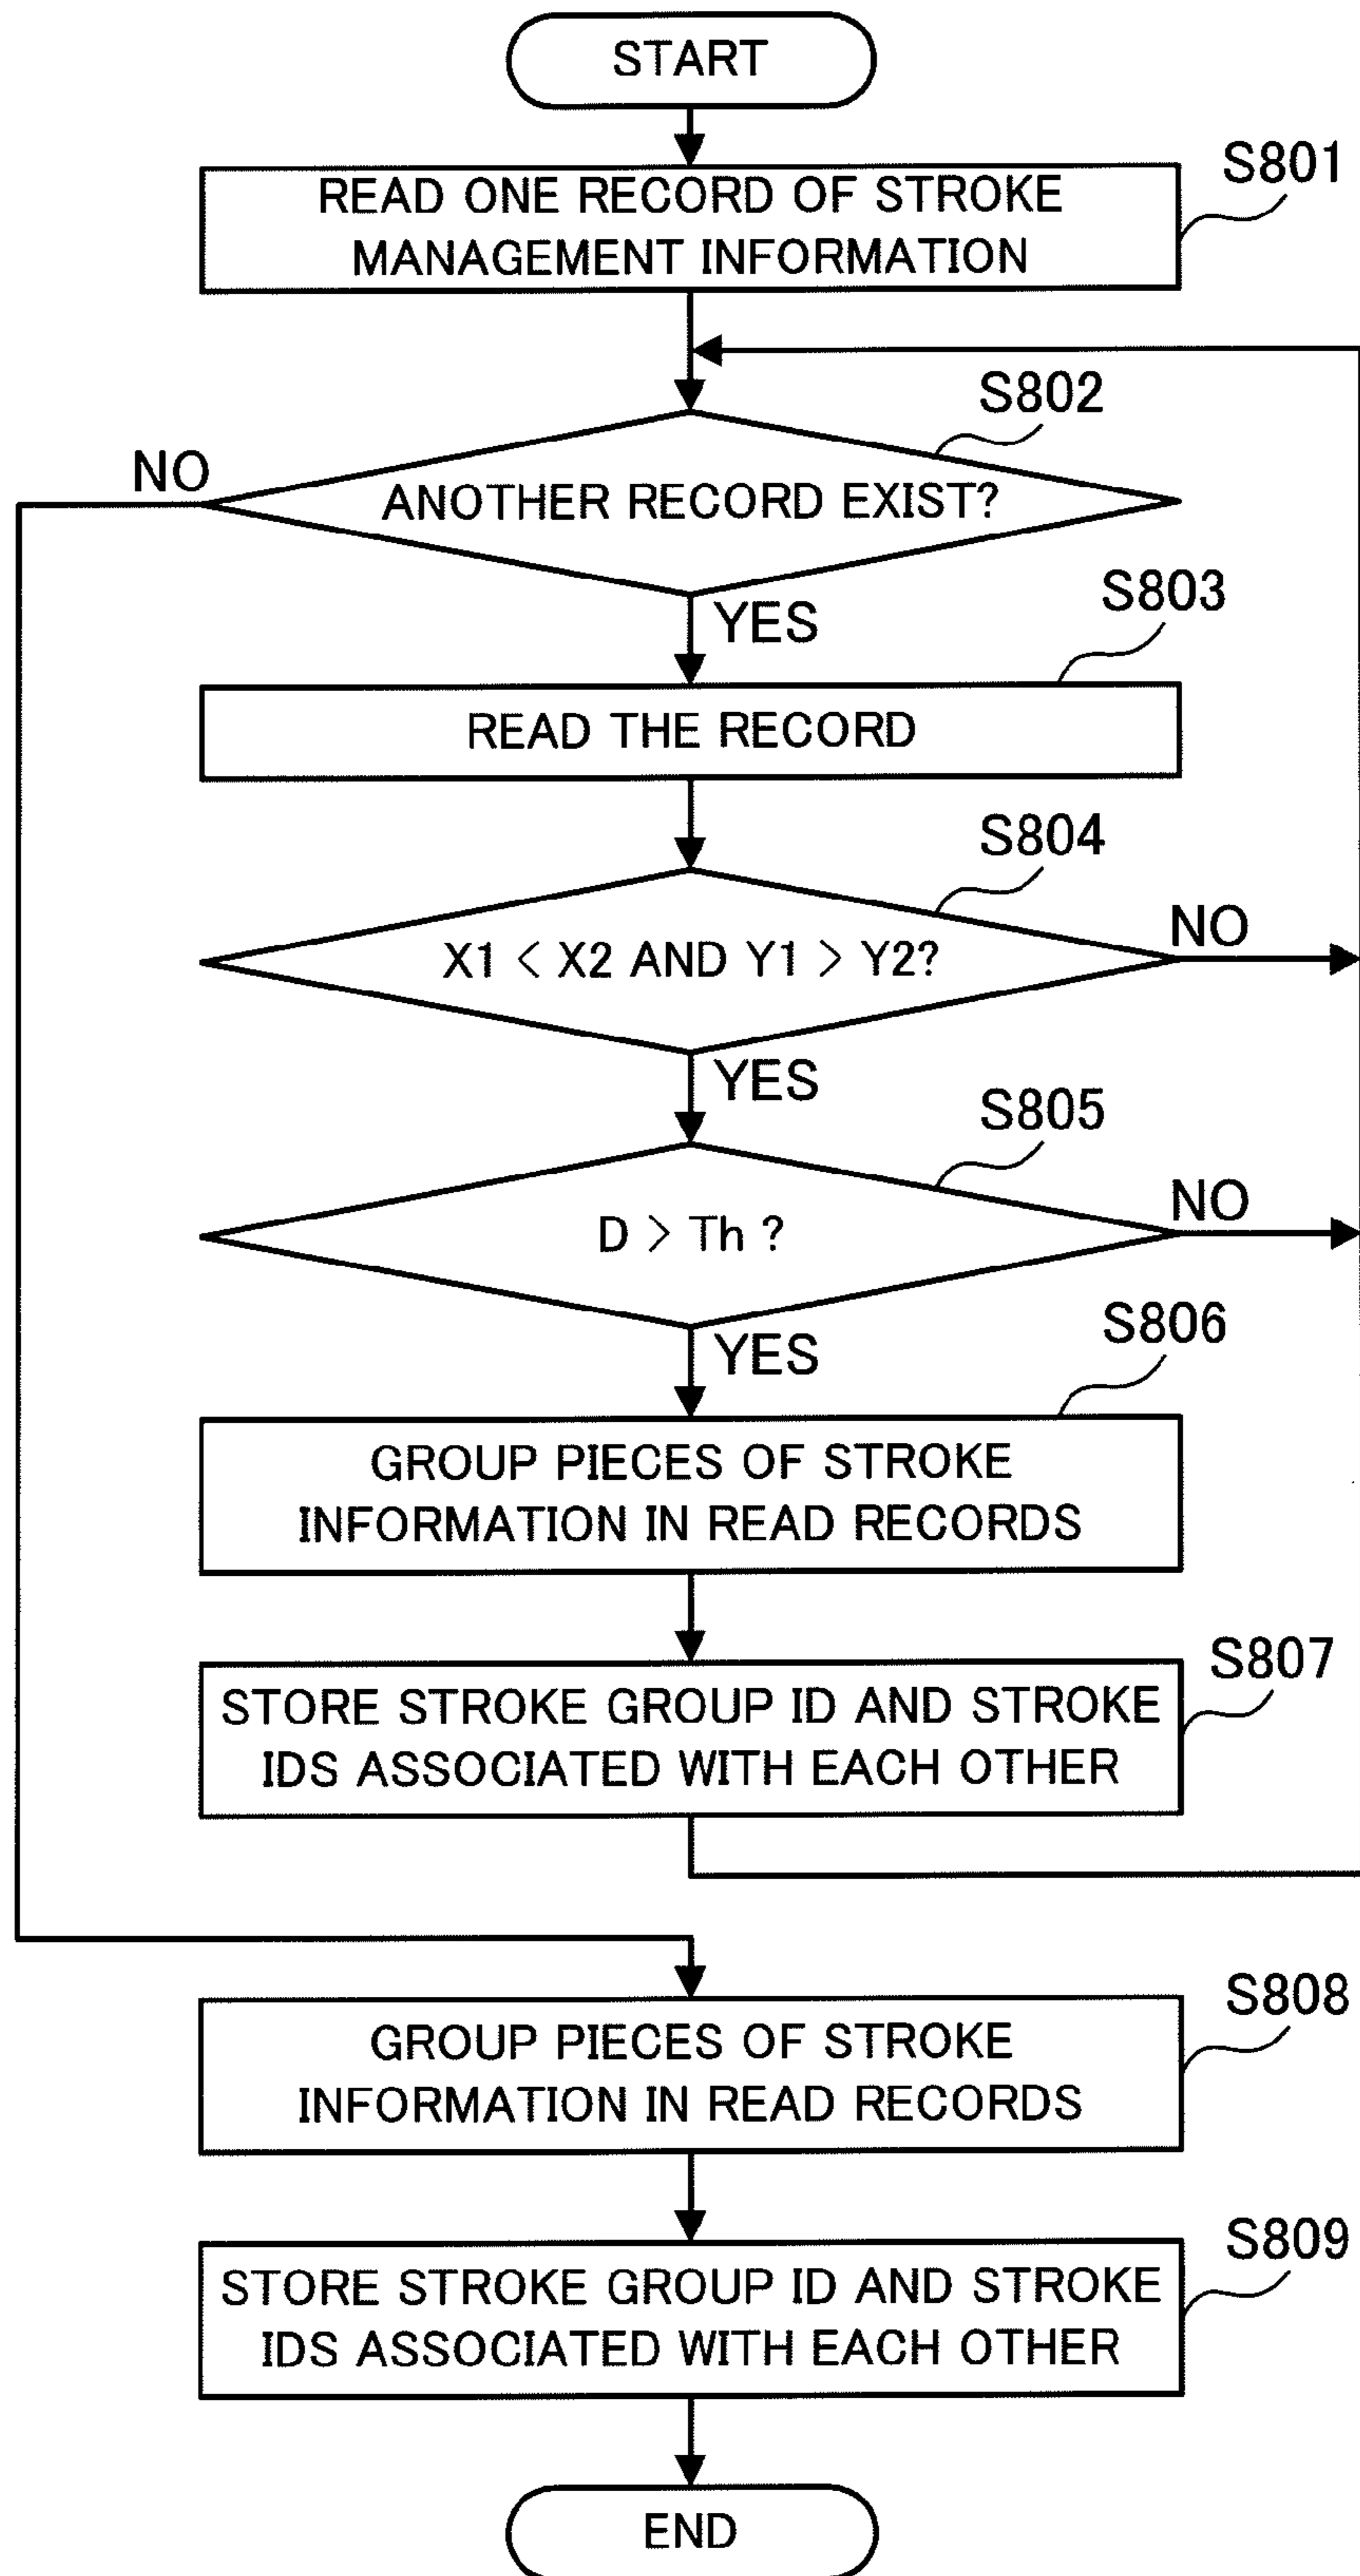 START
S801
READ ONE RECORD OF STROKE
MANAGEMENT INFORMATION
S802
NO
ANOTHER RECORD EXIST?
YES
S803
READ THE RECORD
S804
X1 < X2 AND Y1 > Y2?
NO
YES
S805
D > Th ?
NO
YES
S806
GROUP PIECES OF STROKE
INFORMATION IN READ RECORDS
S807
STORE STROKE GROUP ID AND STROKE
IDS ASSOCIATED WITH EACH OTHER
S808
GROUP PIECES OF STROKE
INFORMATION IN READ RECORDS
S809
STORE STROKE GROUP ID AND STROKE
IDS ASSOCIATED WITH EACH OTHER
END